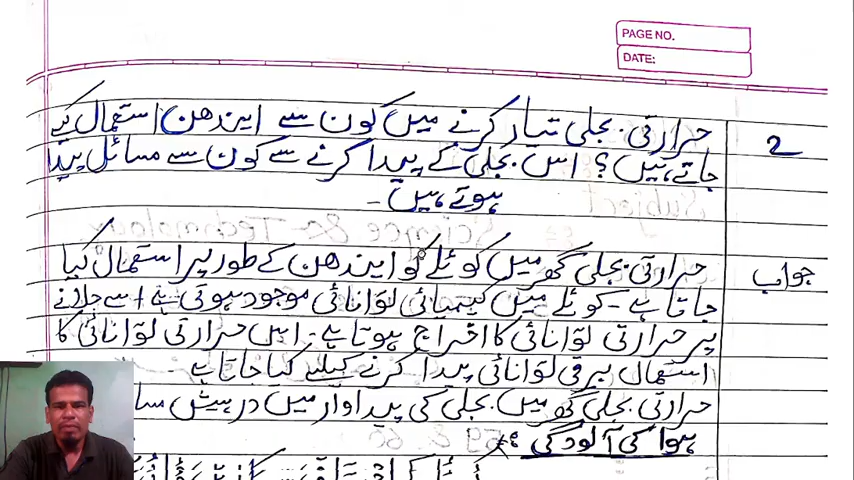 PAGE NO.
DATE:
2 حرارتی بجلی تیار کرنے میں کون سے ایندھن استعمال کیے
جاتے ہیں؟ اس بجلی کے پیدا کرنے سے کون سے مسائل پیدا
ہوتے ہیں۔
جواب حرارتی بجلی گھر میں کوئلے کو ایندھن کے طور پر استعمال کیا
جاتا ہے۔ کوئلے میں کیمیائی توانائی موجود ہوتی ہے اسے جلانے
پر حرارتی توانائی کا اخراج ہوتا ہے۔ اس حرارتی توانائی کا
استعمال برقی توانائی پیدا کرنے کیلئے کیا جاتا ہے۔
حرارتی بجلی گھر میں بجلی کی پیداوار میں درپیش
ہوا کی آلودگی :